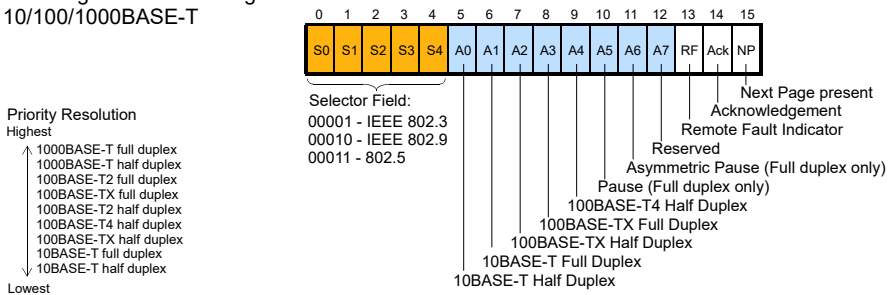 10/100/1000BASE-T
0 1 2 3 4 5 6 7 8 9 10 11 12 13 14 15
S0 S1 S2 S3 S4 A0 A1 A2 A3 A4 A5 A6 A7 RF Ack NP
Selector Field:
00001 - IEEE 802.3
00010 - IEEE 802.9
00011 - 802.5
Next Page present
Acknowledgement
Remote Fault Indicator
Reserved
Asymmetric Pause (Full duplex only)
Pause (Full duplex only)
100BASE-T4 Half Duplex
100BASE-TX Full Duplex
100BASE-TX Half Duplex
10BASE-T Full Duplex
10BASE-T Half Duplex
Priority Resolution
Highest
1000BASE-T full duplex
1000BASE-T half duplex
100BASE-T2 full duplex
100BASE-TX full duplex
100BASE-T2 half duplex
100BASE-T4 half duplex
100BASE-TX half duplex
10BASE-T full duplex
10BASE-T half duplex
Lowest